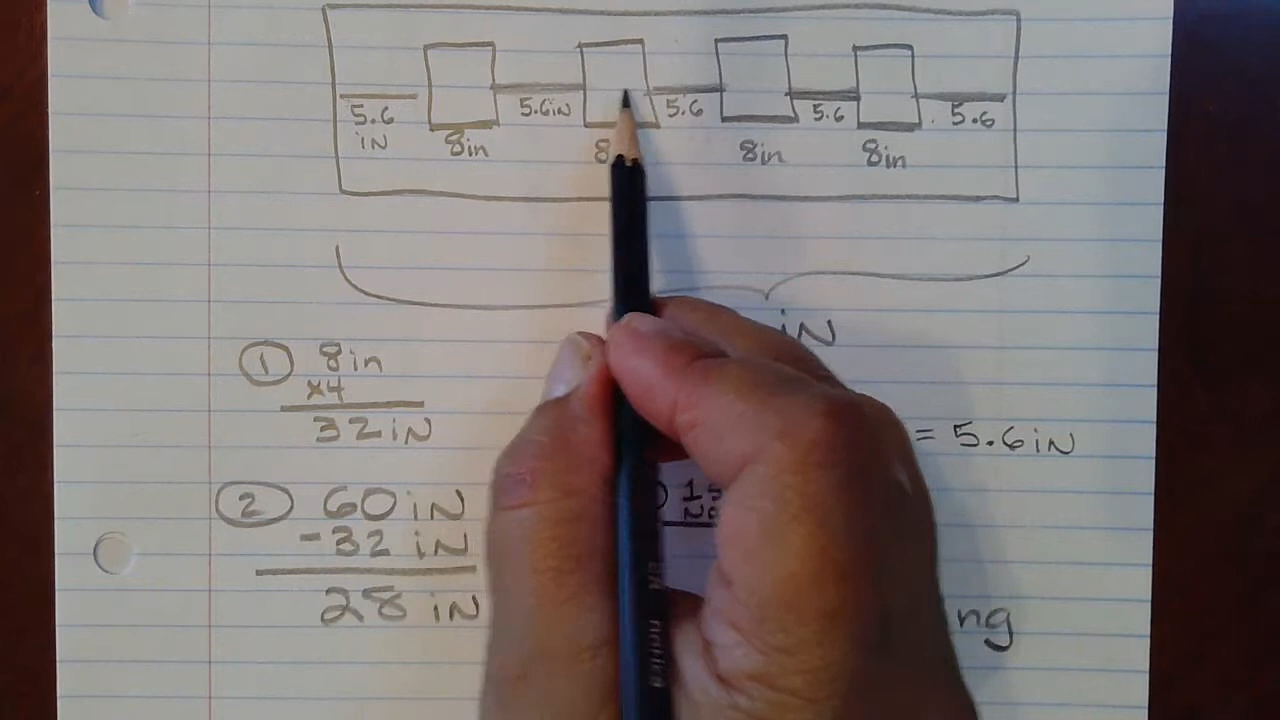 5.6 IN 5.6IN 5.6 5.6 5.6
8in 8 8in 8in
IN
① 8in
x4
32IN
= 5.6IN
② 60IN
-32 IN
28 IN
ng